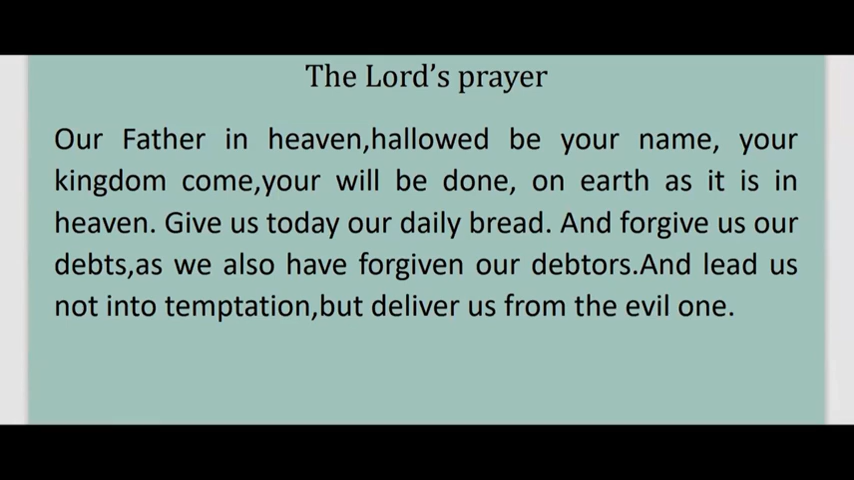 The Lord’s prayer
Our Father in heaven,hallowed be your name, your
kingdom come,your will be done, on earth as it is in
heaven. Give us today our daily bread. And forgive us our
debts,as we also have forgiven our debtors.And lead us
not into temptation,but deliver us from the evil one.